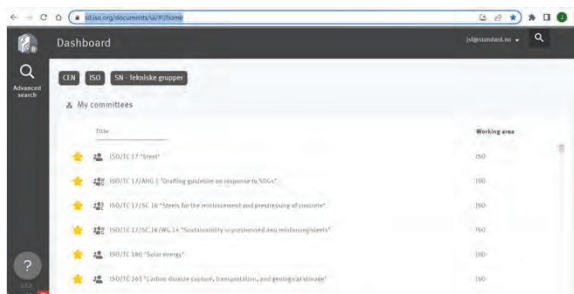 sd.iso.org/documents/ui/#!/home
Dashboard
jsl@standard.no
Advanced
search
CEN
ISO
SN - Tekniske grupper
My committees
Title
Working area
ISO/TC 17 "Steel"
ISO
ISO/TC 17/AHG 1 "Drafting guideline on response to SDGs"
ISO
ISO/TC 17/SC 16 "Steels for the reinforcement and prestressing of concrete"
ISO
ISO/TC 17/SC 16/WG 14 "Sustainability in prestressed and reinforcing steels"
ISO
ISO/TC 180 "Solar energy"
ISO
ISO/TC 265 "Carbon dioxide capture, transportation, and geological storage"
ISO
?